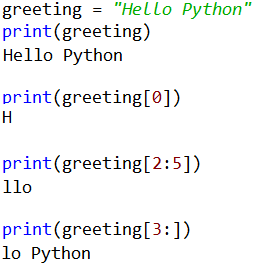 greeting = "Hello Python"
print(greeting)
Hello Python
print(greeting[0])
H
print(greeting[2:5])
llo
print(greeting[3:])
lo Python